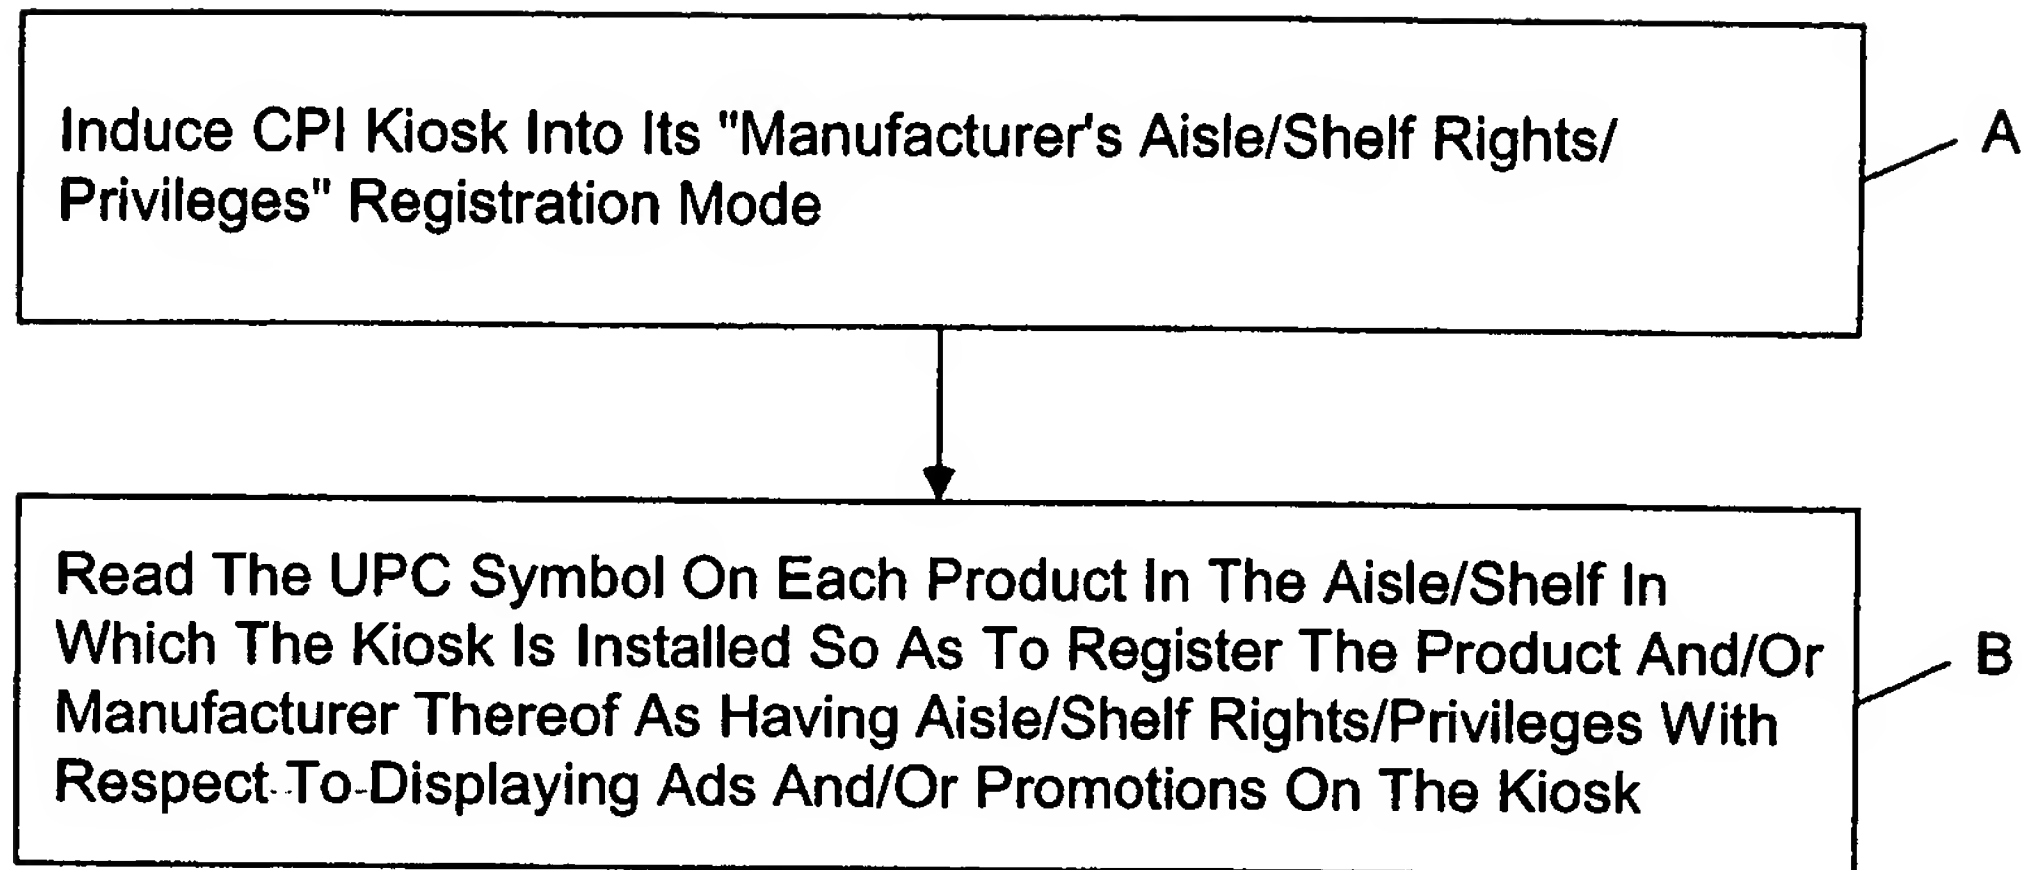 Induce CPI Kiosk Into Its "Manufacturer's Aisle/Shelf Rights/
Privileges" Registration Mode
A
Read The UPC Symbol On Each Product In The Aisle/Shelf In
Which The Kiosk Is Installed So As To Register The Product And/Or
Manufacturer Thereof As Having Aisle/Shelf Rights/Privileges With
Respect To Displaying Ads And/Or Promotions On The Kiosk
B